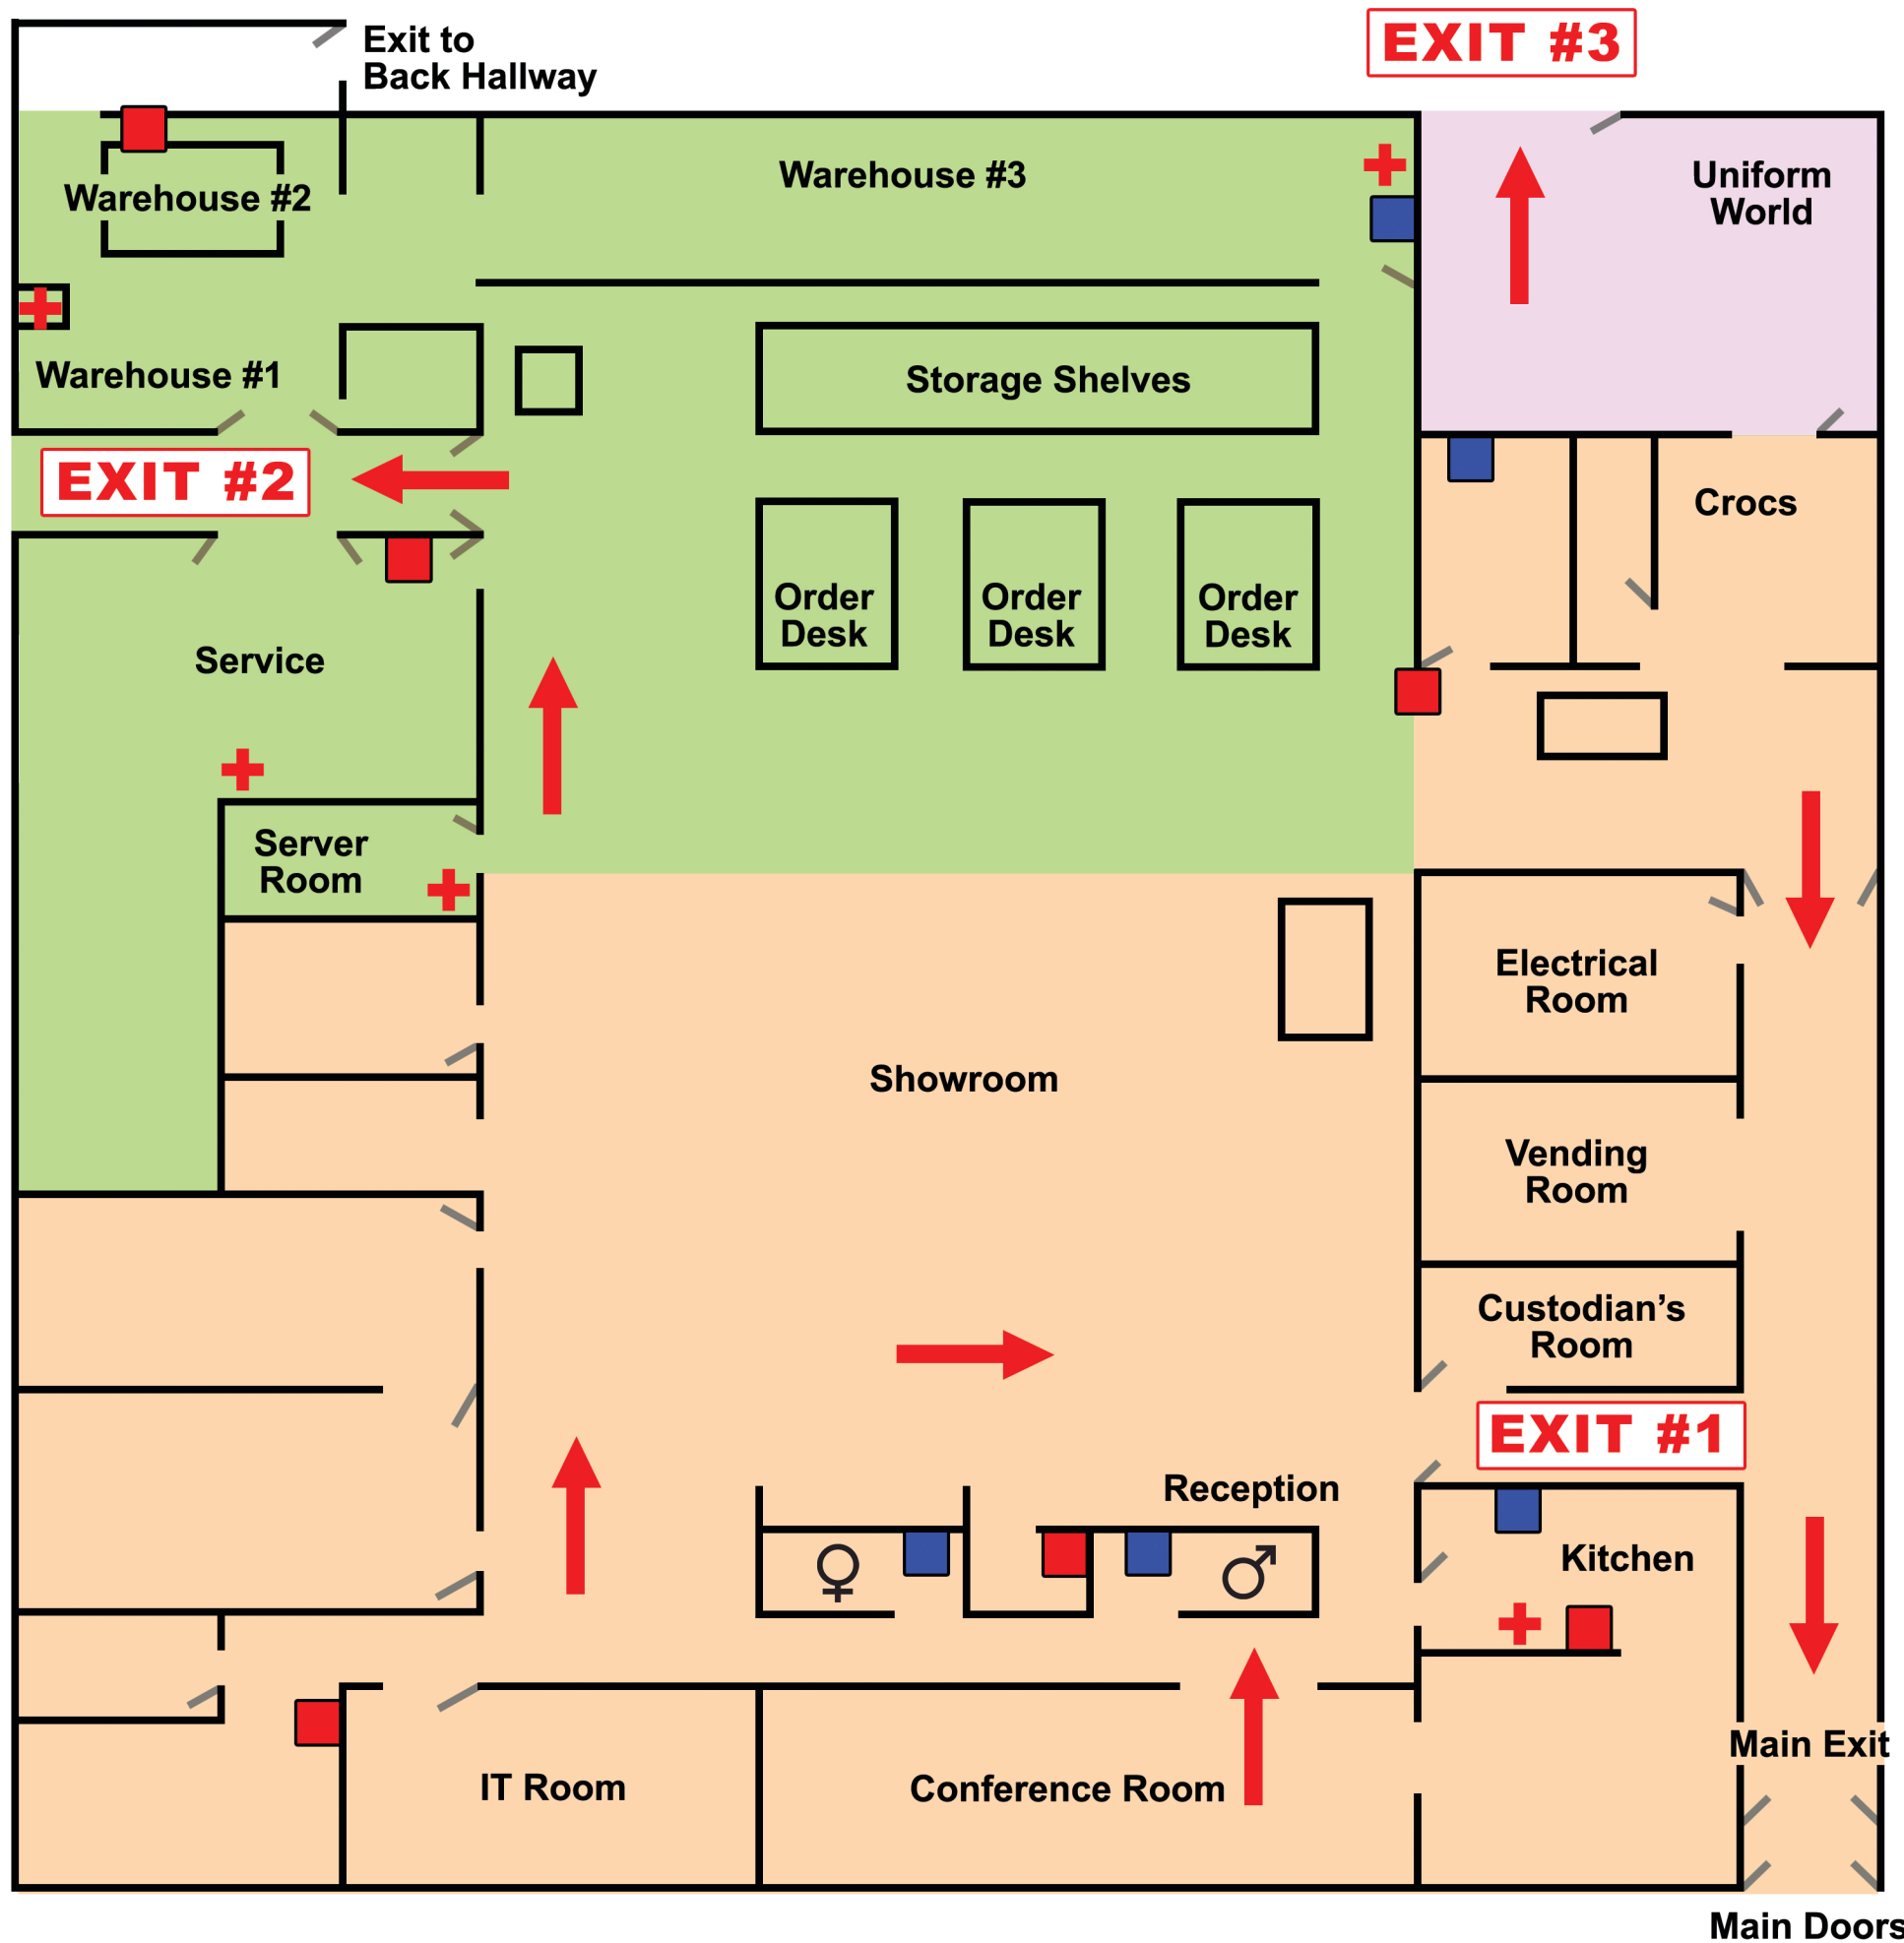 Exit to
Back Hallway
EXIT #3
Warehouse #2
Warehouse #3
Uniform
World
Warehouse #1
Storage Shelves
EXIT #2
Crocs
Order
Desk
Order
Desk
Order
Desk
Service
Server
Room
Electrical
Room
Showroom
Vending
Room
Custodian's
Room
EXIT #1
Reception
Kitchen
Main Exit
IT Room
Conference Room
Main Doors